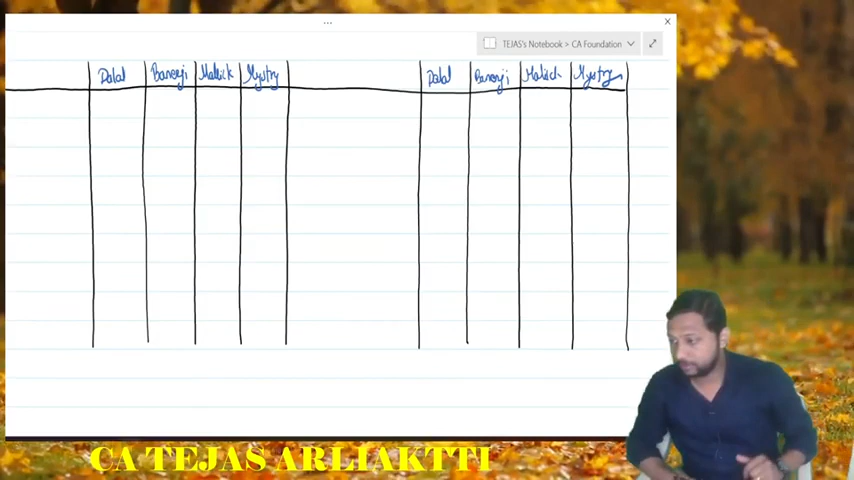 TEJAS's Notebook > CA Foundation
Dalal Banerji Mallick Mystry Dalal Banerji Mallick Mystry
CA TEJAS ARLIAKTTI